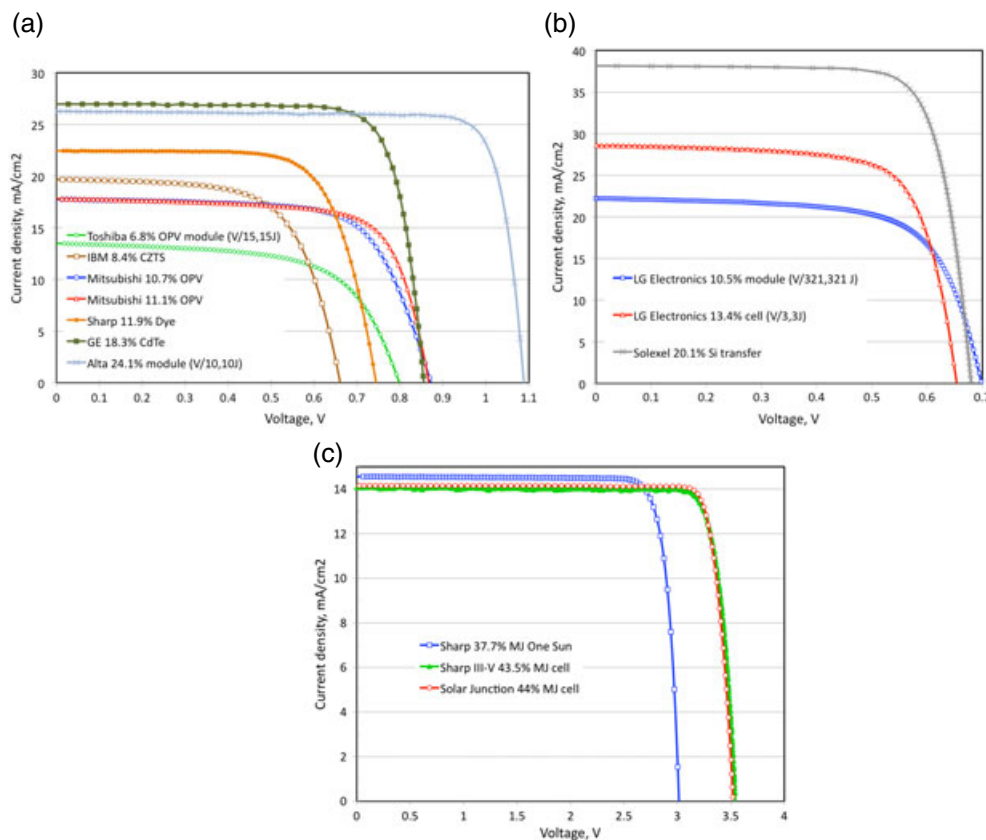 (a)
30
25
20
15
10
5
0
Current density, mA/cm2
Toshiba 6.8% OPV module (V/15,15J)
IBM 8.4% CZTS
Mitsubishi 10.7% OPV
Mitsubishi 11.1% OPV
Sharp 11.9% Dye
GE 18.3% CdTe
Alta 24.1% module (V/10,10J)
0 0.1 0.2 0.3 0.4 0.5 0.6 0.7 0.8 0.9 1 1.1
Voltage, V
(b)
40
35
30
25
20
15
10
5
0
Current density, mA/cm2
LG Electronics 10.5% module (V/321,321 J)
LG Electronics 13.4% cell (V/3,3J)
Solexel 20.1% Si transfer
0 0.1 0.2 0.3 0.4 0.5 0.6 0.7
Voltage, V
(c)
14
12
10
8
6
4
2
0
Current density, mA/cm2
Sharp 37.7% MJ One Sun
Sharp III-V 43.5% MJ cell
Solar Junction 44% MJ cell
0 0.5 1 1.5 2 2.5 3 3.5 4
Voltage, V